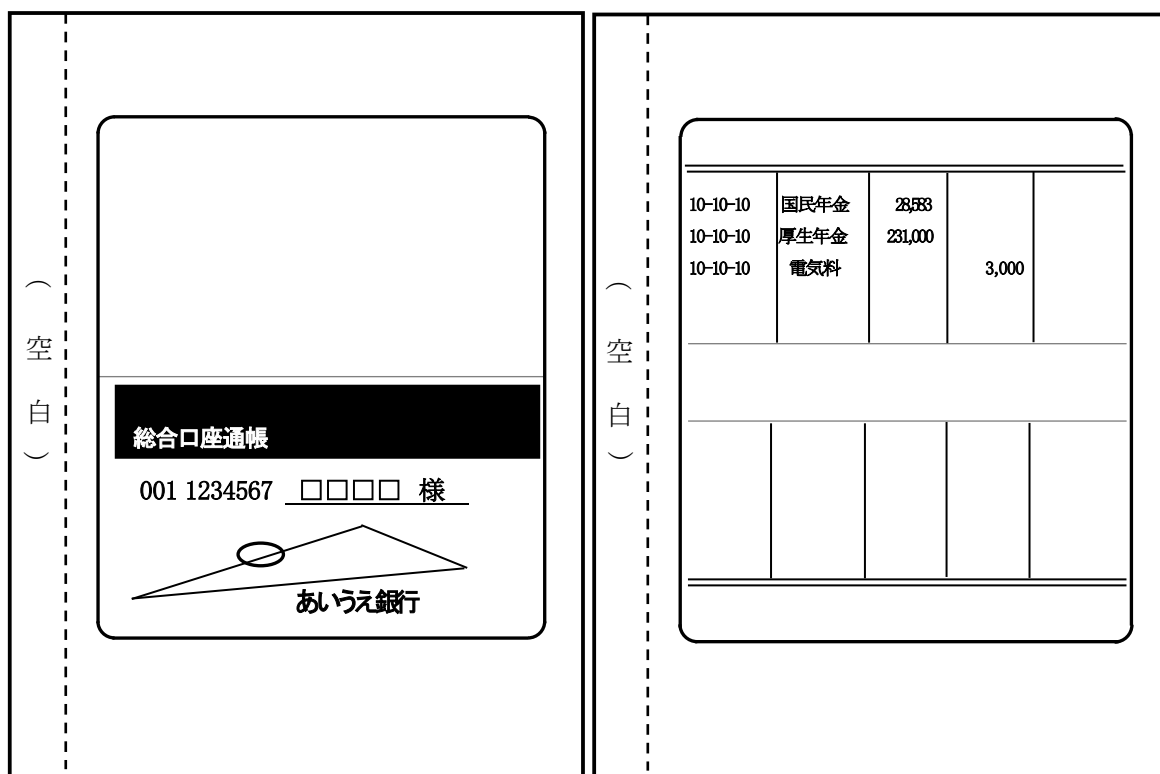 （空白）
総合口座通帳
001 1234567 □□□□ 様
あいうえ銀行
（空白）
10-10-10 国民年金 28,583
10-10-10 厚生年金 231,000
10-10-10 電気料 3,000